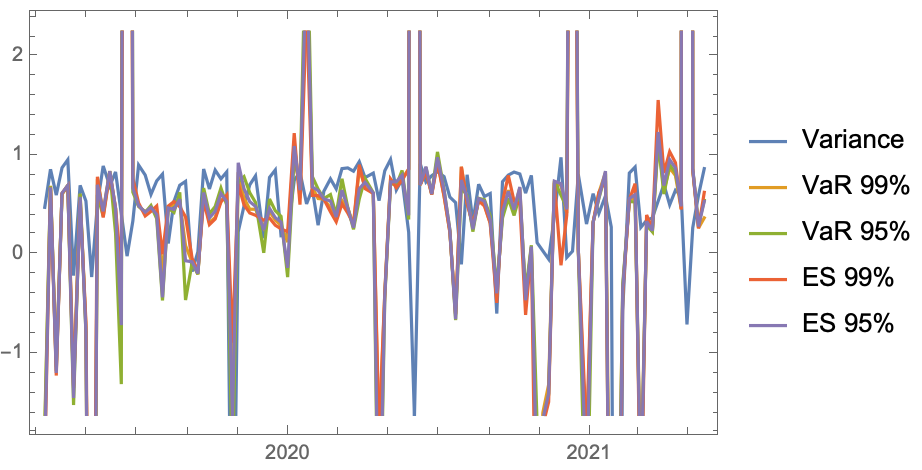 2
1
0
−1
2020
2021
Variance
VaR 99%
VaR 95%
ES 99%
ES 95%